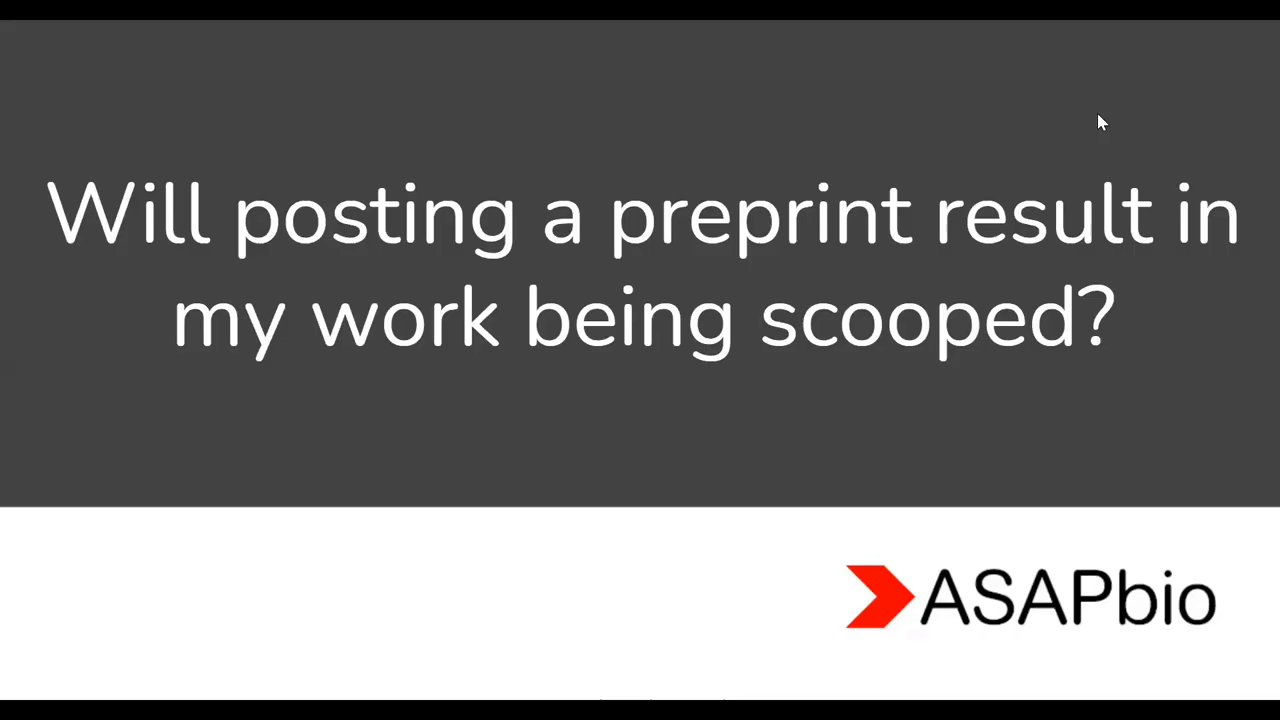 Will posting a preprint result in
my work being scooped?
ASAPbio